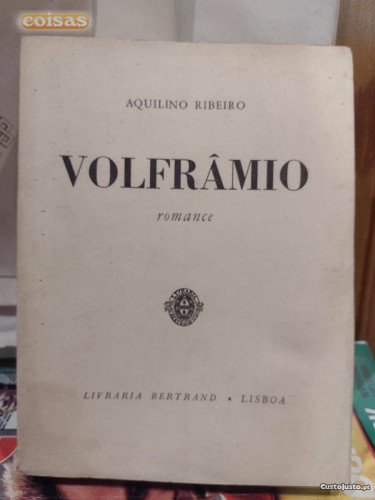 coisas
AQUILINO RIBEIRO
VOLFRÂMIO
romance
LIVRARIA BERTRAND • LISBOA
CustoJusto.pt